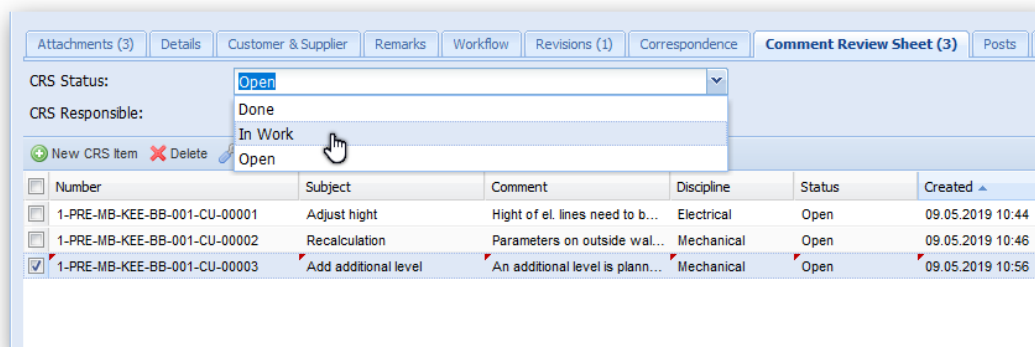 Attachments (3) Details Customer & Supplier Remarks Workflow Revisions (1) Correspondence Comment Review Sheet (3) Posts
CRS Status: Open
Done
CRS Responsible:
In Work
New CRS Item Delete
Open
Number Subject Comment Discipline Status Created
1-PRE-MB-KEE-BB-001-CU-00001 Adjust hight Hight of el. lines need to b... Electrical Open 09.05.2019 10:44
1-PRE-MB-KEE-BB-001-CU-00002 Recalculation Parameters on outside wal... Mechanical Open 09.05.2019 10:46
1-PRE-MB-KEE-BB-001-CU-00003 Add additional level An additional level is plann... Mechanical Open 09.05.2019 10:56